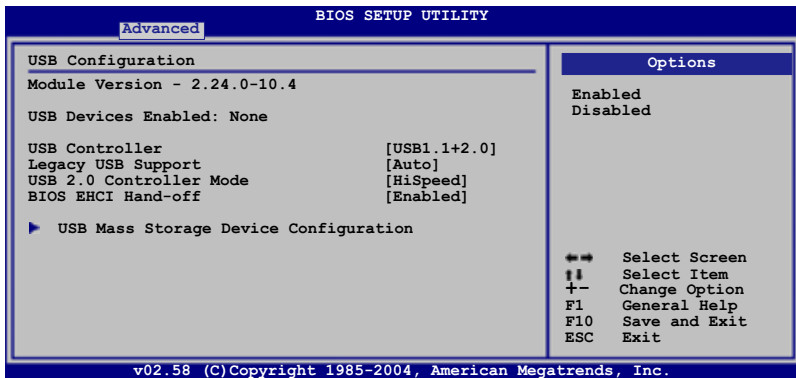 BIOS SETUP UTILITY
Advanced
USB Configuration
Module Version - 2.24.0-10.4
USB Devices Enabled: None
USB Controller [USB1.1+2.0]
Legacy USB Support [Auto]
USB 2.0 Controller Mode [HiSpeed]
BIOS EHCI Hand-off [Enabled]
USB Mass Storage Device Configuration
Options
Enabled
Disabled
Select Screen
Select Item
+- Change Option
F1 General Help
F10 Save and Exit
ESC Exit
v02.58 (C)Copyright 1985-2004, American Megatrends, Inc.